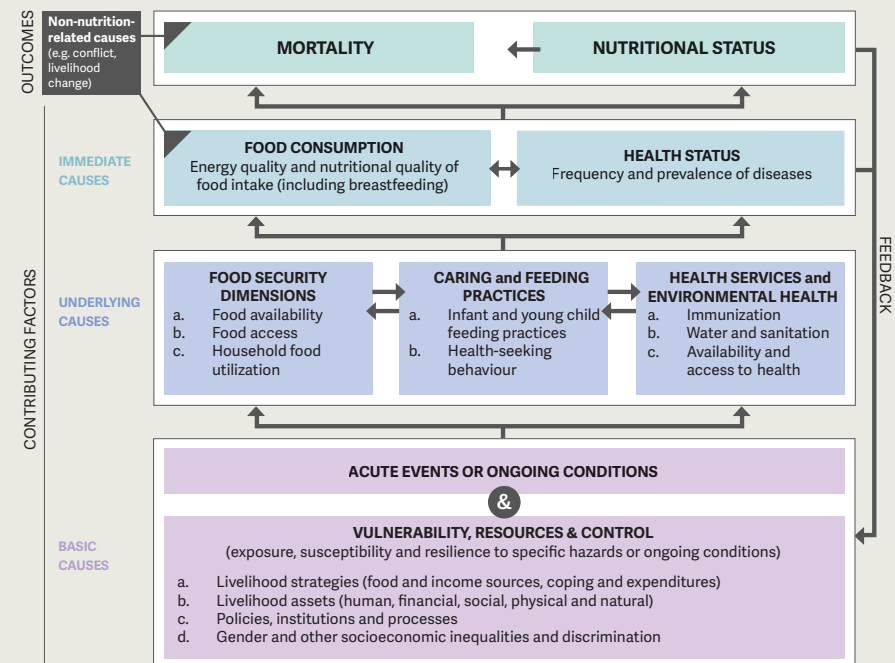 OUTCOMES
Non-nutrition-
related causes
(e.g. conflict,
livelihood
change)
MORTALITY
NUTRITIONAL STATUS
CONTRIBUTING FACTORS
IMMEDIATE
CAUSES
FOOD CONSUMPTION
Energy quality and nutritional quality of
food intake (including breastfeeding)
HEALTH STATUS
Frequency and prevalence of diseases
FEEDBACK
UNDERLYING
CAUSES
FOOD SECURITY
DIMENSIONS
a. Food availability
b. Food access
c. Household food
utilization
CARING and FEEDING
PRACTICES
a. Infant and young child
feeding practices
b. Health-seeking
behaviour
HEALTH SERVICES and
ENVIRONMENTAL HEALTH
a. Immunization
b. Water and sanitation
c. Availability and
access to health
BASIC
CAUSES
ACUTE EVENTS OR ONGOING CONDITIONS
&
VULNERABILITY, RESOURCES & CONTROL
(exposure, susceptibility and resilience to specific hazards or ongoing conditions)
a. Livelihood strategies (food and income sources, coping and expenditures)
b. Livelihood assets (human, financial, social, physical and natural)
c. Policies, institutions and processes
d. Gender and other socioeconomic inequalities and discrimination